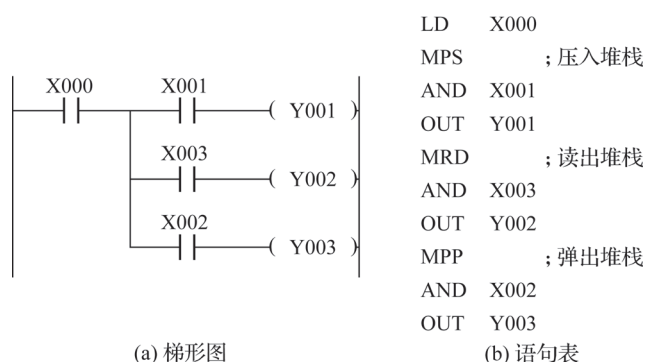 X000
X001
Y001
X003
Y002
X002
Y003
(a) 梯形图
LD X000
MPS ；压入堆栈
AND X001
OUT Y001
MRD ；读出堆栈
AND X003
OUT Y002
MPP ；弹出堆栈
AND X002
OUT Y003
(b) 语句表